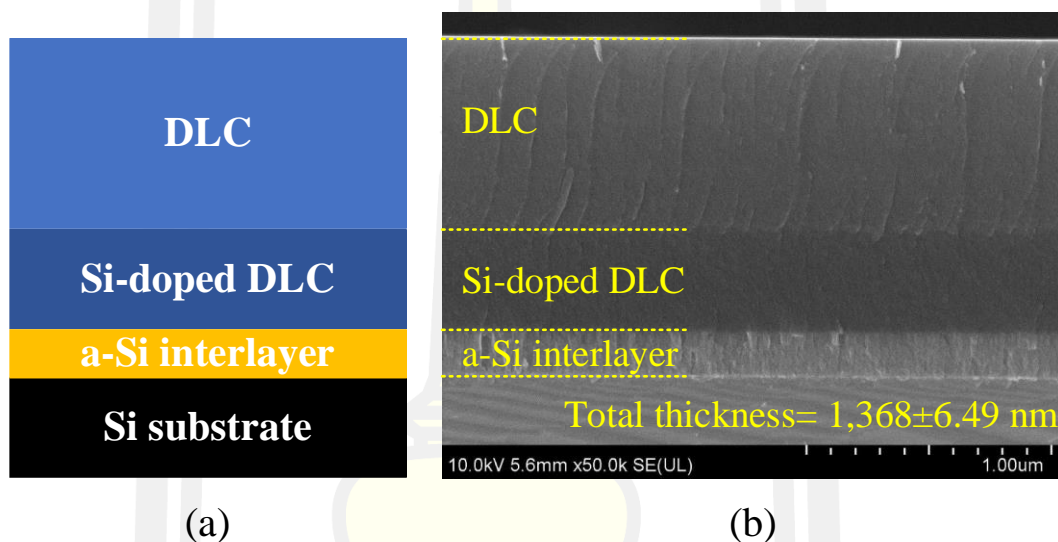 DLC
Si-doped DLC
a-Si interlayer
Si substrate
(a)
DLC
Si-doped DLC
a-Si interlayer
Total thickness= 1,368±6.49 nm
10.0kV 5.6mm x50.0k SE(UL) 1.00um
(b)